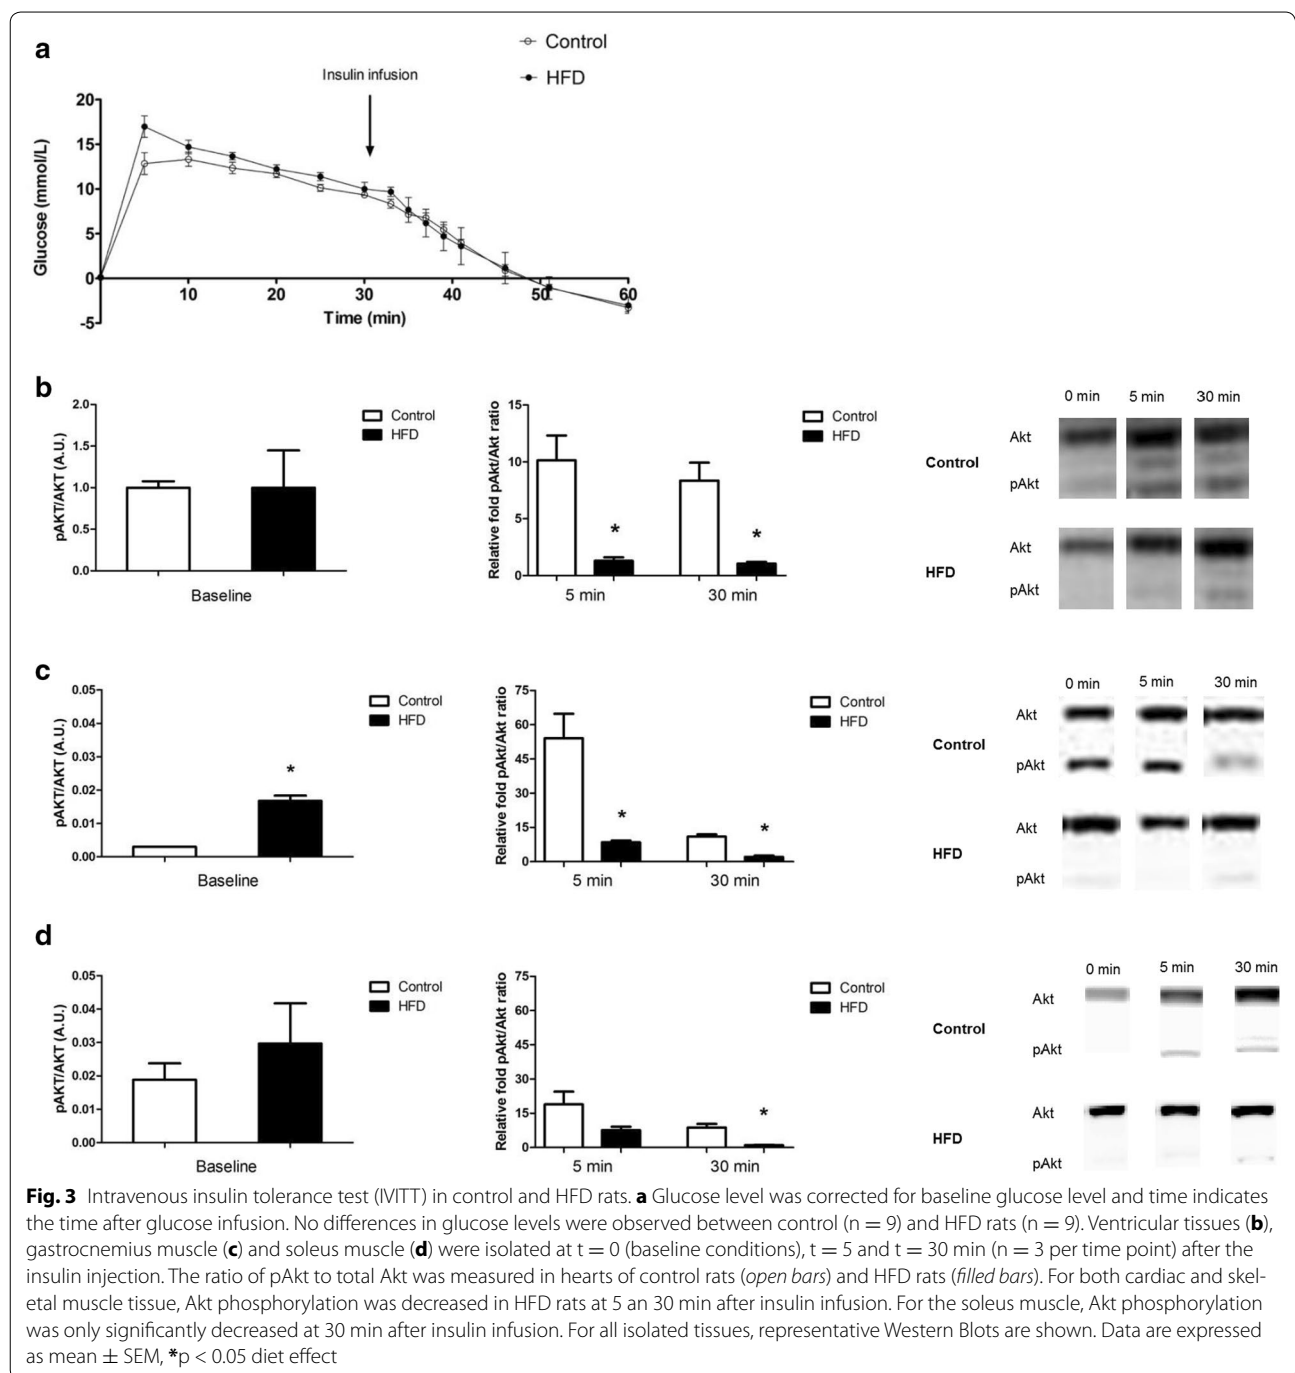 a
Control
HFD
Insulin infusion
Glucose (mmol/L)
20
15
10
5
0
-5
10 20 30 40 50 60
Time (min)
b
pAKT/AKT (A.U.)
2.0
1.5
1.0
0.5
0.0
Baseline
Control
HFD
Relative fold pAkt/Akt ratio
15
10
5
0
*
*
5 min 30 min
Control
HFD
0 min 5 min 30 min
Akt
Control
pAkt
Akt
HFD
pAkt
c
pAKT/AKT (A.U.)
0.05
0.04
0.03
0.02
0.01
0.00
*
Baseline
Control
HFD
Relative fold pAkt/Akt ratio
75
60
45
30
15
0
*
*
5 min 30 min
Control
HFD
0 min 5 min 30 min
Akt
Control
pAkt
Akt
HFD
pAkt
d
pAKT/AKT (A.U.)
0.05
0.04
0.03
0.02
0.01
0.00
Baseline
Control
HFD
Relative fold pAkt/Akt ratio
75
60
45
30
15
0
*
5 min 30 min
Control
HFD
0 min 5 min 30 min
Akt
Control
pAkt
Akt
HFD
pAkt
Fig. 3 Intravenous insulin tolerance test (IVITT) in control and HFD rats. a Glucose level was corrected for baseline glucose level and time indicates
the time after glucose infusion. No differences in glucose levels were observed between control (n = 9) and HFD rats (n = 9). Ventricular tissues (b),
gastrocnemius muscle (c) and soleus muscle (d) were isolated at t = 0 (baseline conditions), t = 5 and t = 30 min (n = 3 per time point) after the
insulin injection. The ratio of pAkt to total Akt was measured in hearts of control rats (open bars) and HFD rats (filled bars). For both cardiac and skel-
etal muscle tissue, Akt phosphorylation was decreased in HFD rats at 5 an 30 min after insulin infusion. For the soleus muscle, Akt phosphorylation
was only significantly decreased at 30 min after insulin infusion. For all isolated tissues, representative Western Blots are shown. Data are expressed
as mean ± SEM, *p < 0.05 diet effect